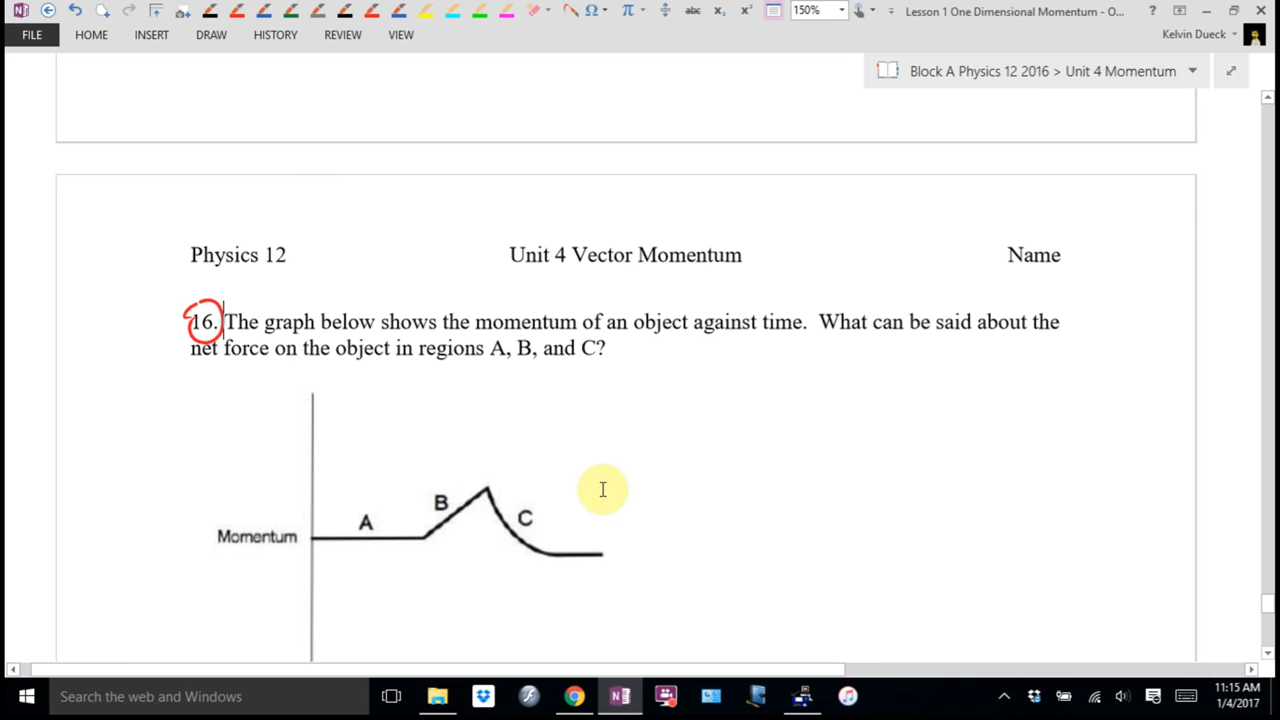 abc x₂ x² 150% Lesson 1 One Dimensional Momentum - O... ?
FILE HOME INSERT DRAW HISTORY REVIEW VIEW Kelvin Dueck
Block A Physics 12 2016 > Unit 4 Momentum
Physics 12 Unit 4 Vector Momentum Name
16. The graph below shows the momentum of an object against time. What can be said about the
net force on the object in regions A, B, and C?
B
A C
Momentum
Search the web and Windows
11:15 AM
1/4/2017